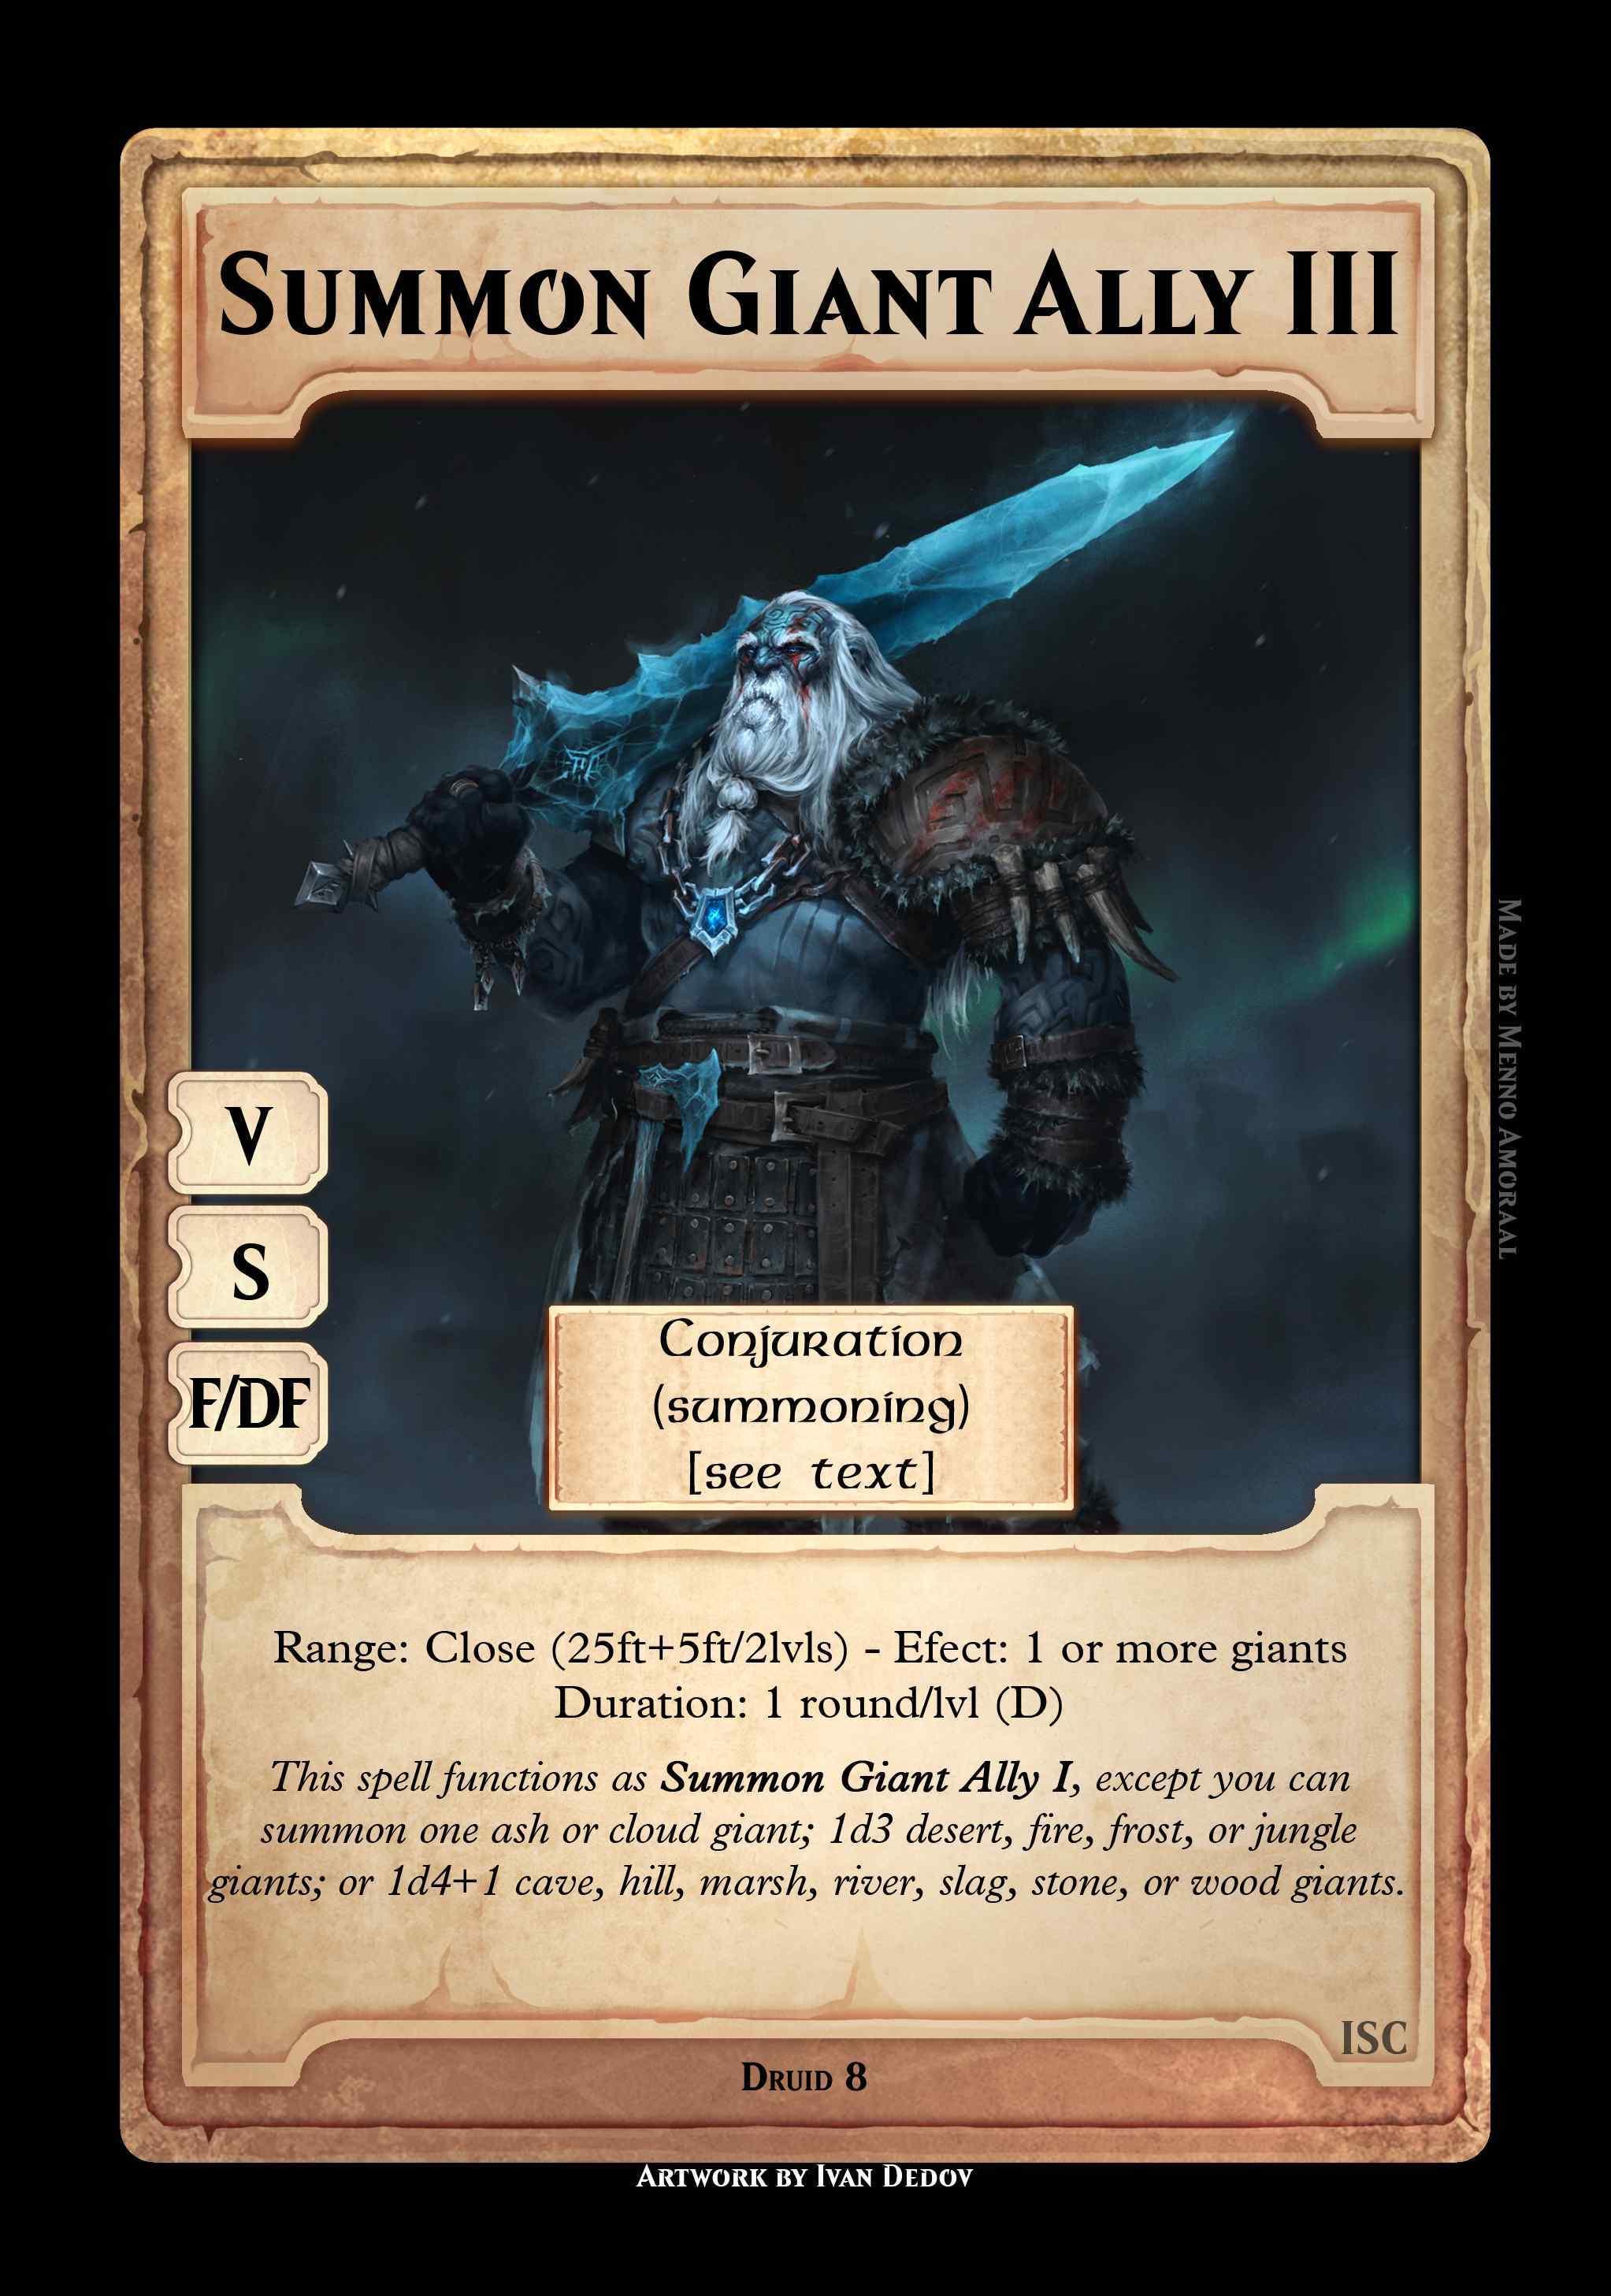 Summon Giant Ally III
V
S
F/DF
Conjuration
(summoning)
[see text]
Range: Close (25ft+5ft/2lvls) - Efect: 1 or more giants
Duration: 1 round/lvl (D)
This spell functions as Summon Giant Ally I, except you can
summon one ash or cloud giant; 1d3 desert, fire, frost, or jungle
giants; or 1d4+1 cave, hill, marsh, river, slag, stone, or wood giants.
ISC
Druid 8
Artwork by Ivan Dedov
Made by Menno Amoraal